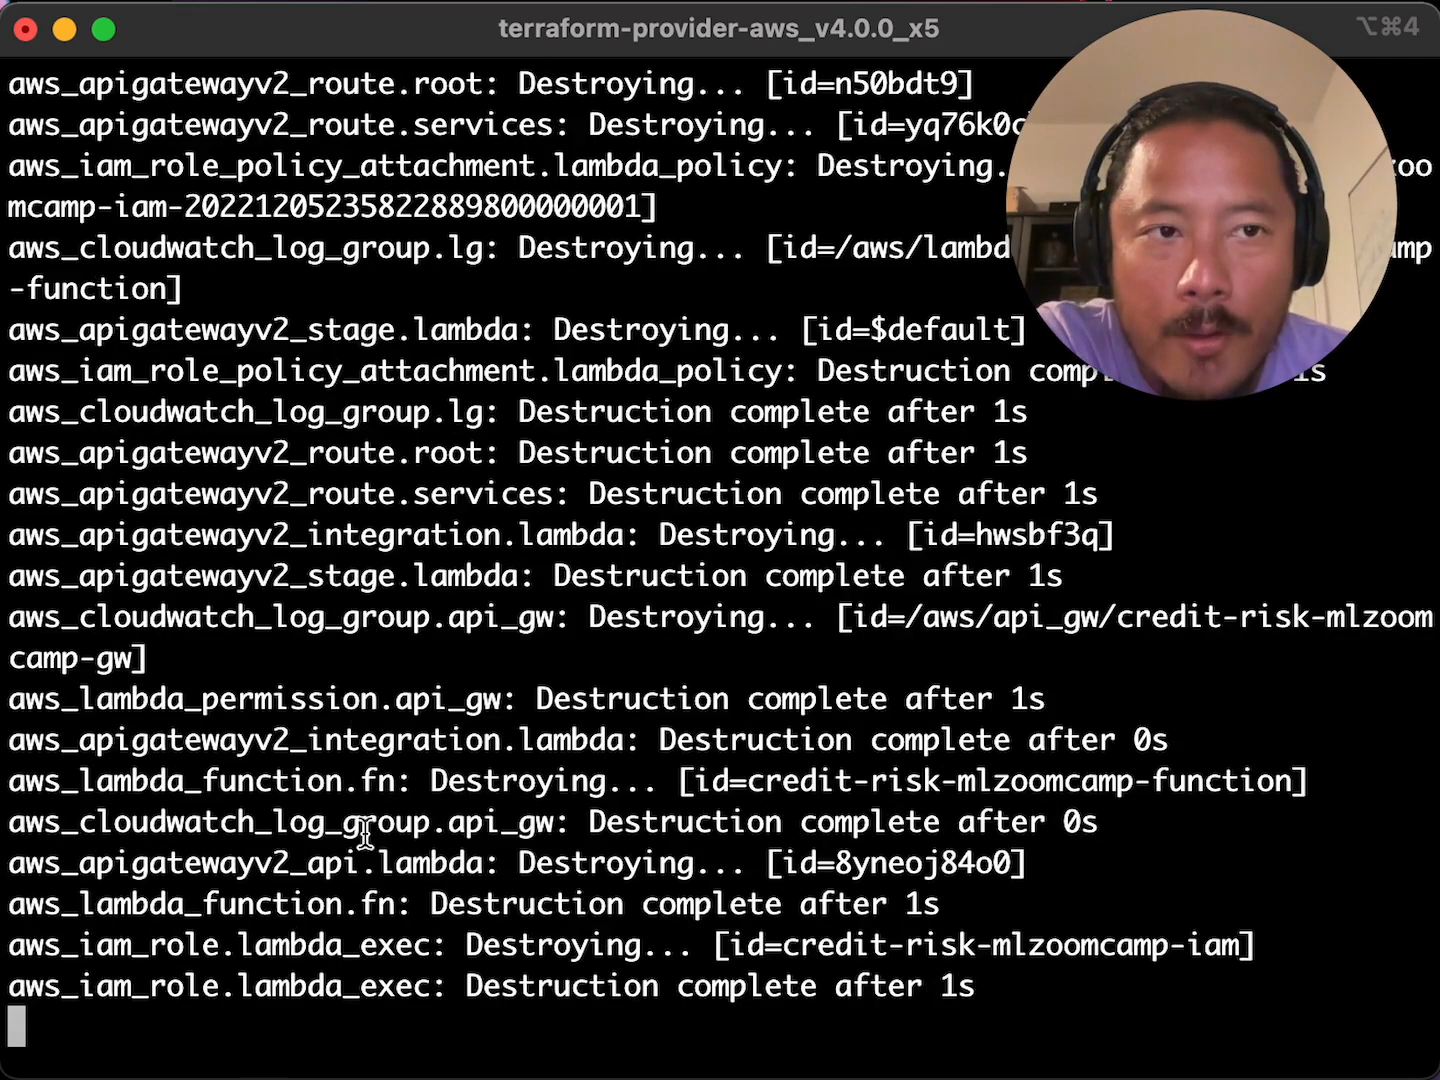 terraform-provider-aws_v4.0.0_x5
⌥⌘4
aws_apigatewayv2_route.root: Destroying... [id=n50bdt9]
aws_apigatewayv2_route.services: Destroying... [id=yq76k0
aws_iam_role_policy_attachment.lambda_policy: Destroying. oo
mcamp-iam-20221205235822889800000001]
aws_cloudwatch_log_group.lg: Destroying... [id=/aws/lambd mp
-function]
aws_apigatewayv2_stage.lambda: Destroying... [id=$default]
aws_iam_role_policy_attachment.lambda_policy: Destruction comp 1s
aws_cloudwatch_log_group.lg: Destruction complete after 1s
aws_apigatewayv2_route.root: Destruction complete after 1s
aws_apigatewayv2_route.services: Destruction complete after 1s
aws_apigatewayv2_integration.lambda: Destroying... [id=hwsbf3q]
aws_apigatewayv2_stage.lambda: Destruction complete after 1s
aws_cloudwatch_log_group.api_gw: Destroying... [id=/aws/api_gw/credit-risk-mlzoom
camp-gw]
aws_lambda_permission.api_gw: Destruction complete after 1s
aws_apigatewayv2_integration.lambda: Destruction complete after 0s
aws_lambda_function.fn: Destroying... [id=credit-risk-mlzoomcamp-function]
aws_cloudwatch_log_group.api_gw: Destruction complete after 0s
aws_apigatewayv2_api.lambda: Destroying... [id=8yneoj84o0]
aws_lambda_function.fn: Destruction complete after 1s
aws_iam_role.lambda_exec: Destroying... [id=credit-risk-mlzoomcamp-iam]
aws_iam_role.lambda_exec: Destruction complete after 1s